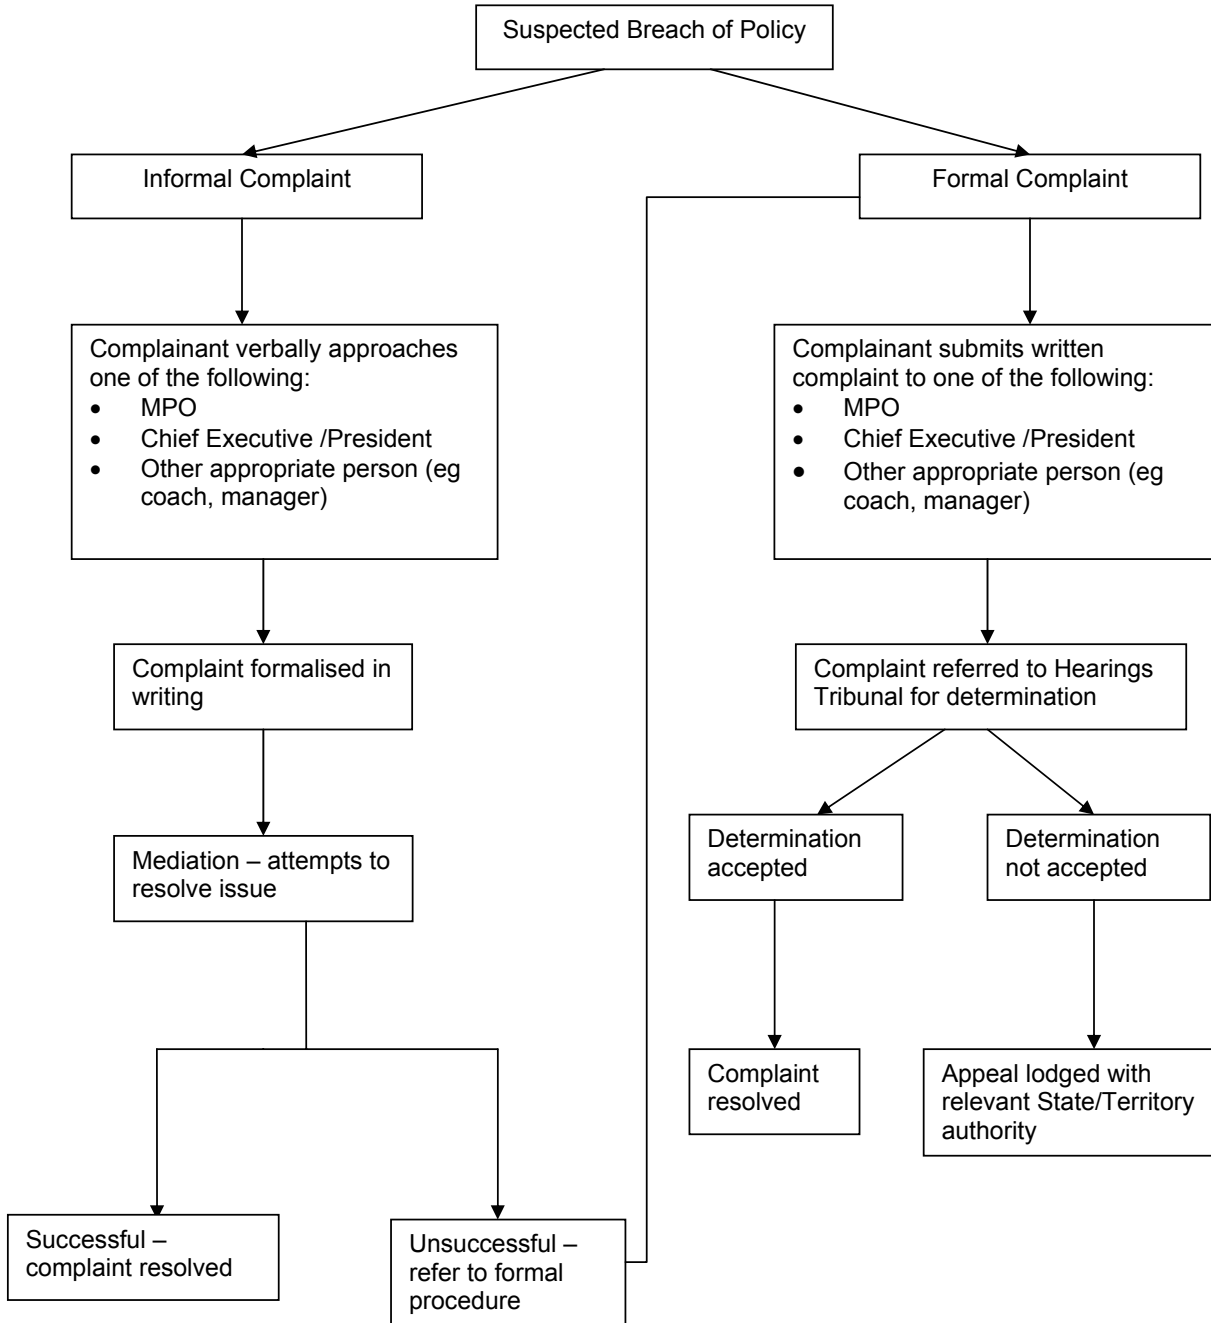 Suspected Breach of Policy
Informal Complaint
Formal Complaint
Complainant verbally approaches
one of the following:
• MPO
• Chief Executive /President
• Other appropriate person (eg
coach, manager)
Complainant submits written
complaint to one of the following:
• MPO
• Chief Executive /President
• Other appropriate person (eg
coach, manager)
Complaint formalised in
writing
Complaint referred to Hearings
Tribunal for determination
Mediation – attempts to
resolve issue
Determination
accepted
Determination
not accepted
Complaint
resolved
Appeal lodged with
relevant State/Territory
authority
Successful –
complaint resolved
Unsuccessful –
refer to formal
procedure